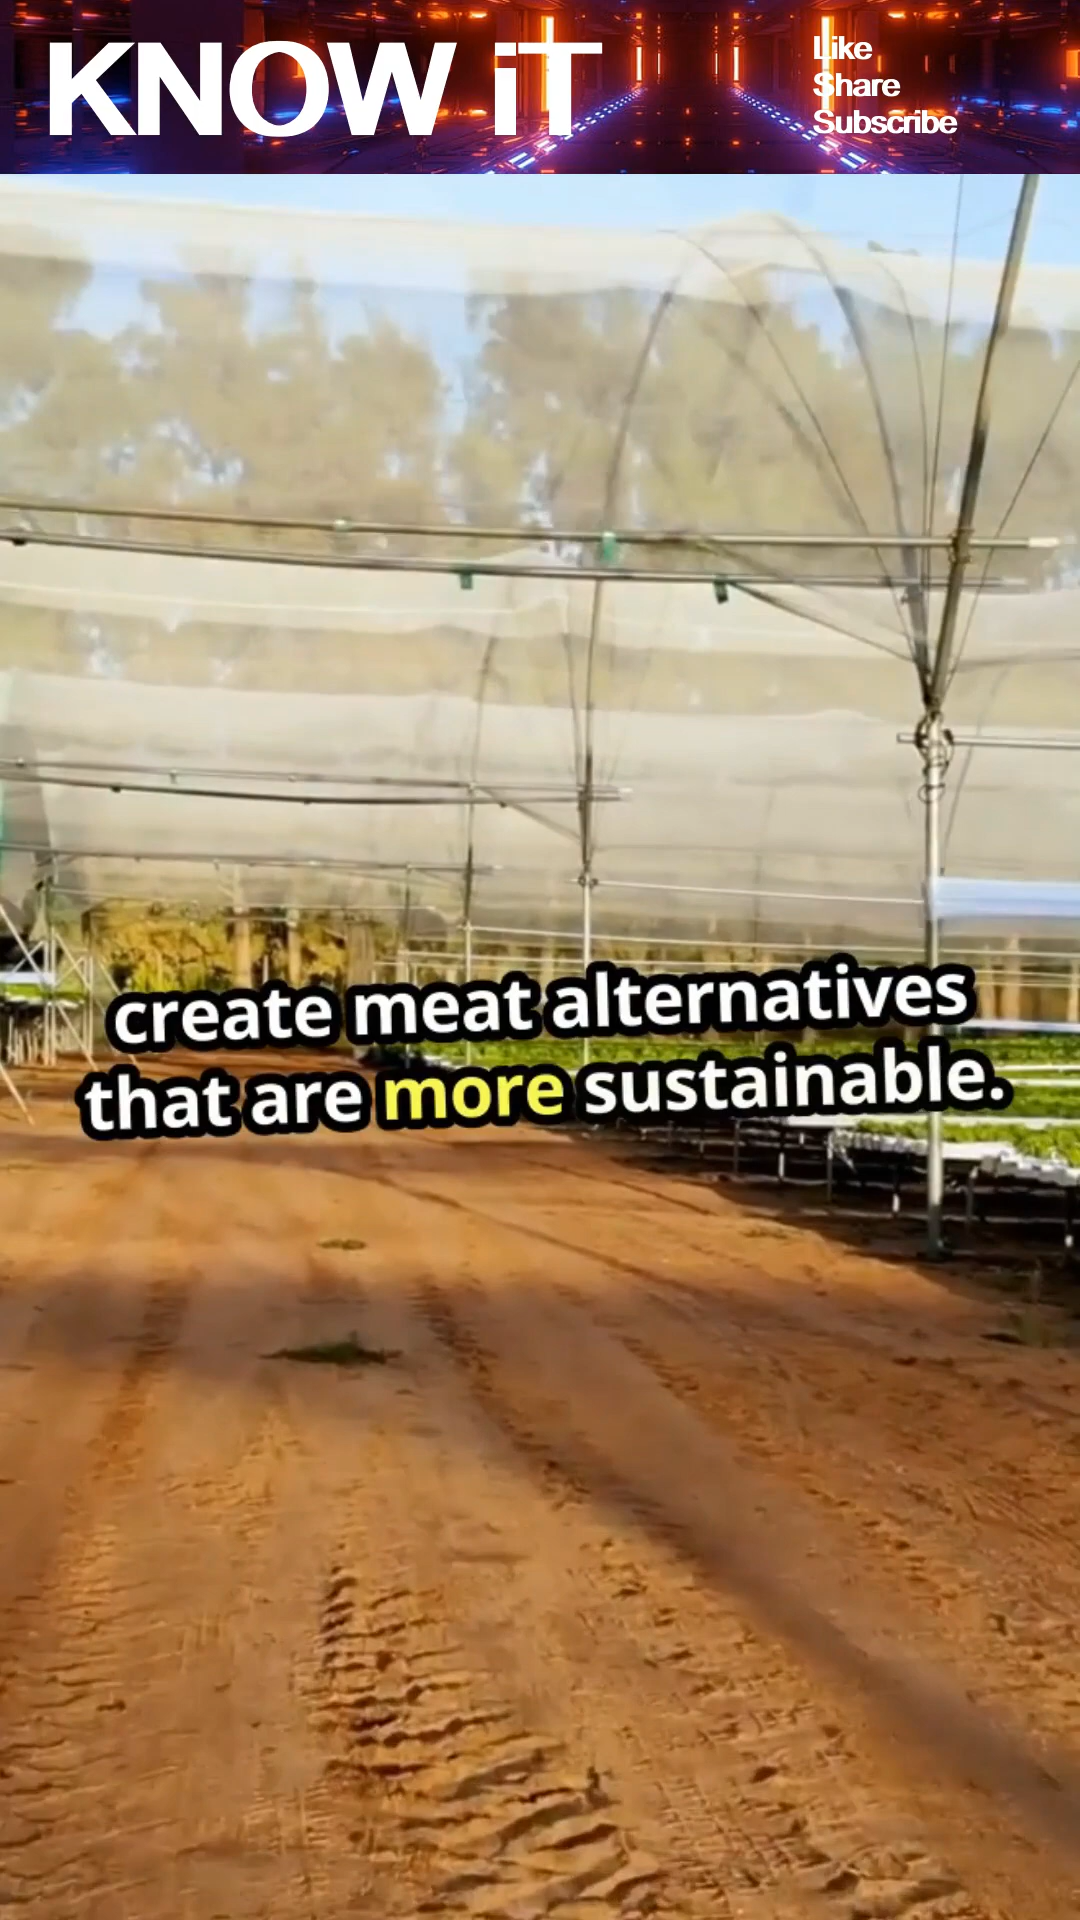 KNOW iT
Like
Share
Subscribe
create meat alternatives
that are more sustainable.